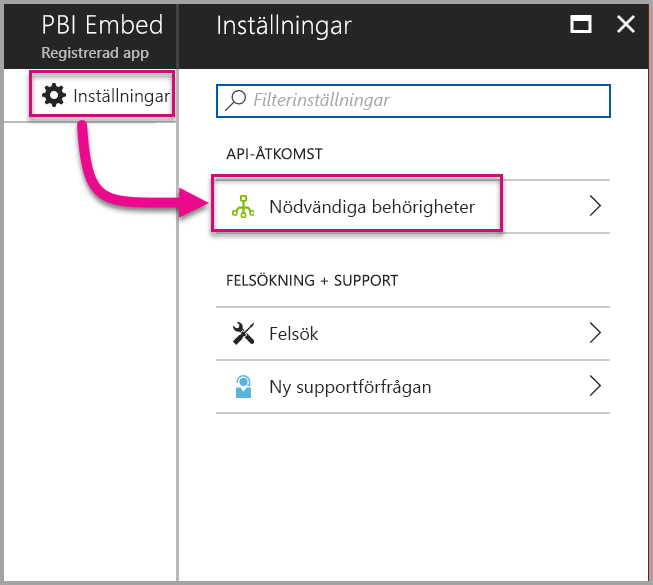 PBI Embed
Registrerad app
Inställningar
Inställningar
Filterinställningar
API-ÅTKOMST
Nödvändiga behörigheter
FELSÖKNING + SUPPORT
Felsök
Ny supportförfrågan